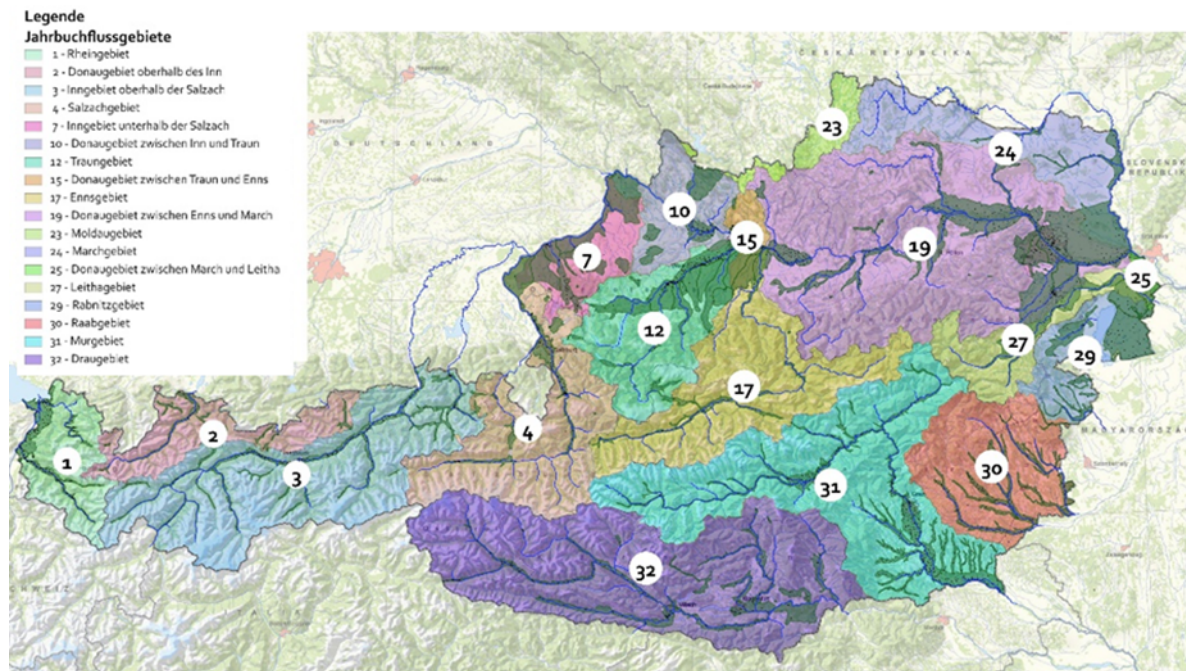 Legende
Jahrbuchflussgebiete
1 - Rheingebiet
2 - Donaugebiet oberhalb des Inn
3 - Inngebiet oberhalb der Salzach
4 - Salzachgebiet
7 - Inngebiet unterhalb der Salzach
10 - Donaugebiet zwischen Inn und Traun
12 - Traungebiet
15 - Donaugebiet zwischen Traun und Enns
17 - Ennsgebiet
19 - Donaugebiet zwischen Enns und March
23 - Moldaugebiet
24 - Marchgebiet
25 - Donaugebiet zwischen March und Leitha
27 - Leithagebiet
29 - Rabnitzgebiet
30 - Raabgebiet
31 - Murgebiet
32 - Draugebiet
ČESKÁ REPUBLIKA
DEUTSCHLAND
SLOVENSK
REPUBLIK
MAGYARORSZÁG
23
24
10
15
7
19
25
12
27
29
17
4
2
1
3
30
31
32